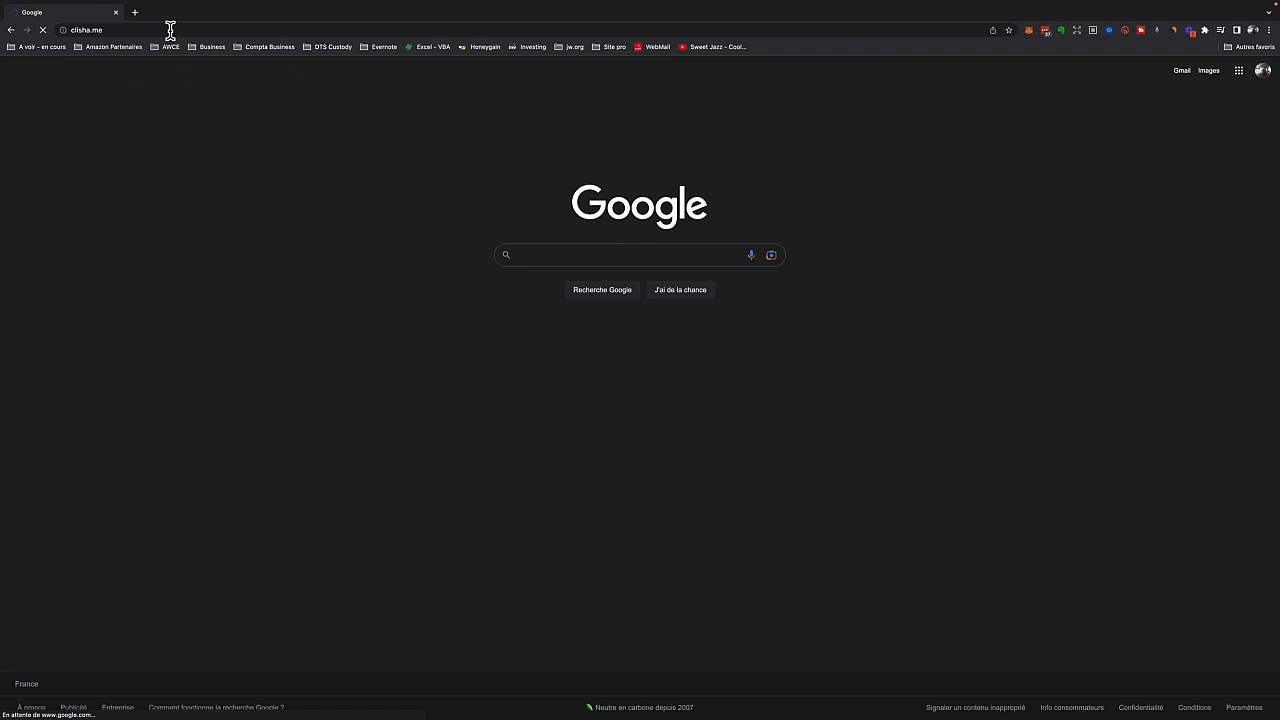 Google
clisha.me
A voir - en cours Amazon Partenaires AWCE Business Compta Business DTS Custody Evernote Excel - VBA Honeygain Investing jw.org Site pro WebMail Sweet Jazz - Cool... Autres favoris
Gmail Images
Google
Recherche Google J'ai de la chance
France
À propos Publicité Entreprise Comment fonctionne la recherche Google ? Neutre en carbone depuis 2007 Signaler un contenu inapproprié Info consommateurs Confidentialité Conditions Paramètres
En attente de www.google.com...